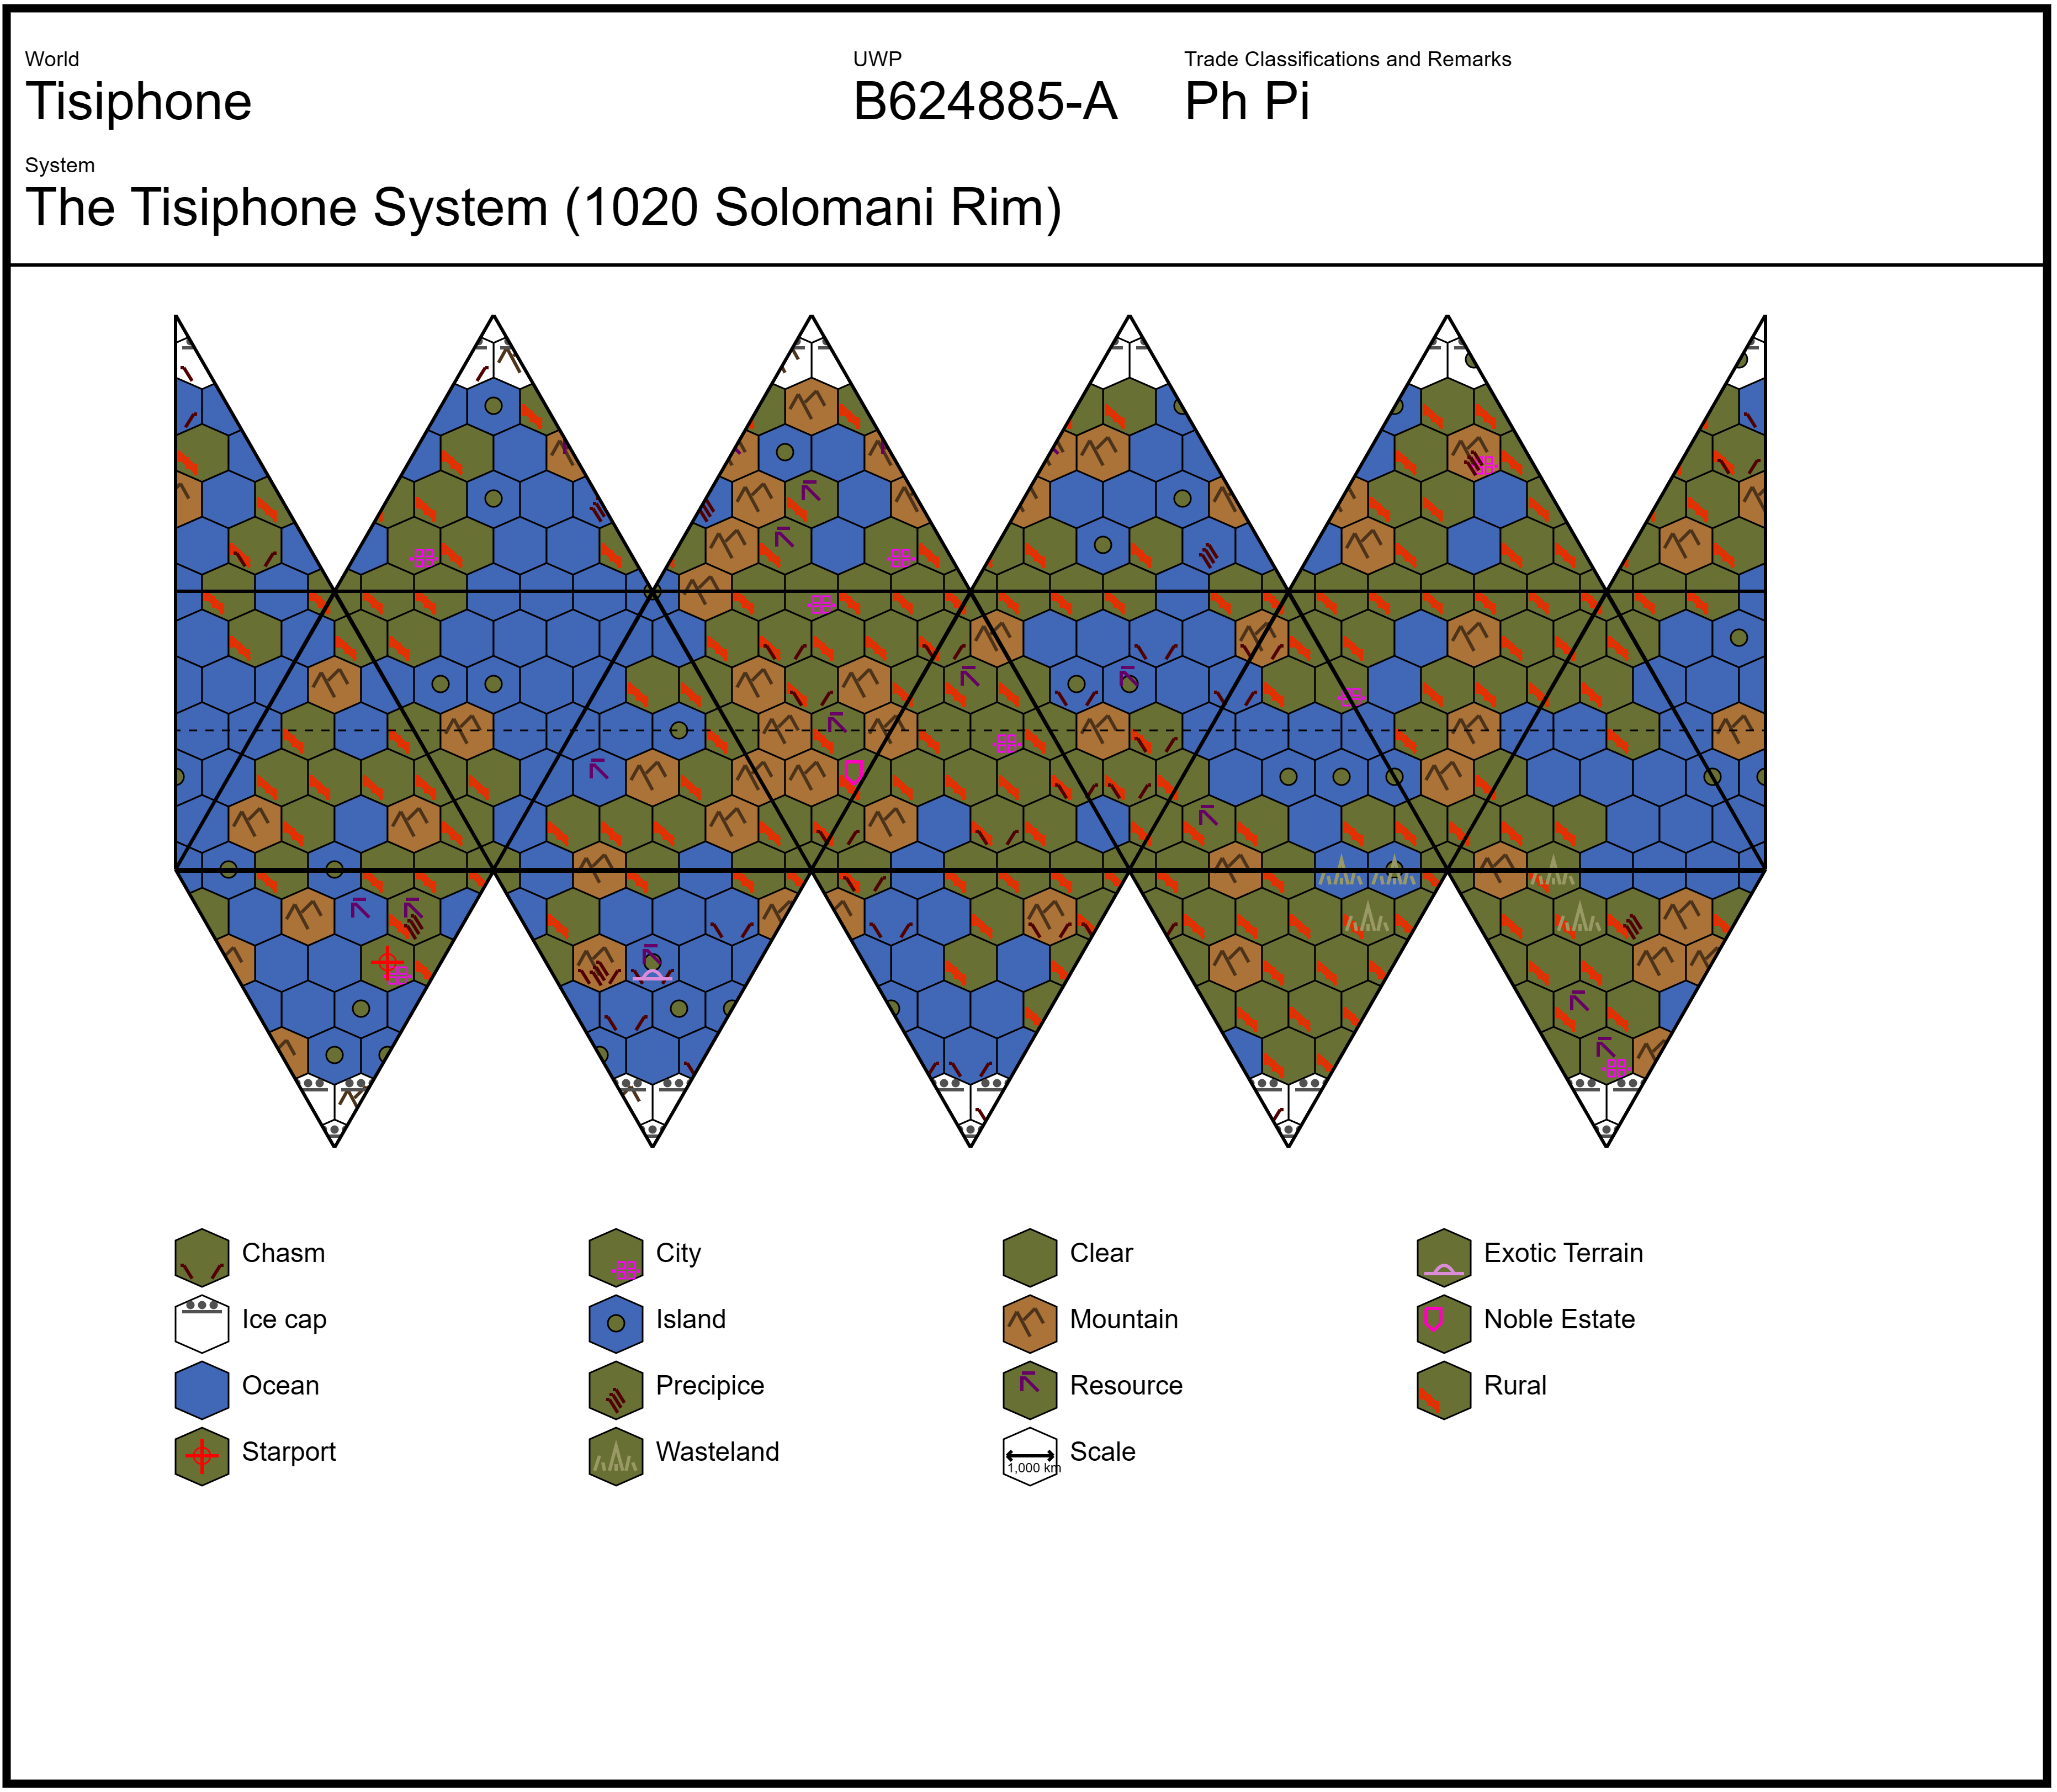 World
UWP
Trade Classifications and Remarks
Tisiphone
B624885-A
Ph Pi
System
The Tisiphone System (1020 Solomani Rim)
Chasm
City
Clear
Exotic Terrain
Ice cap
Island
Mountain
Noble Estate
Ocean
Precipice
Resource
Rural
Starport
Wasteland
1,000 km
Scale